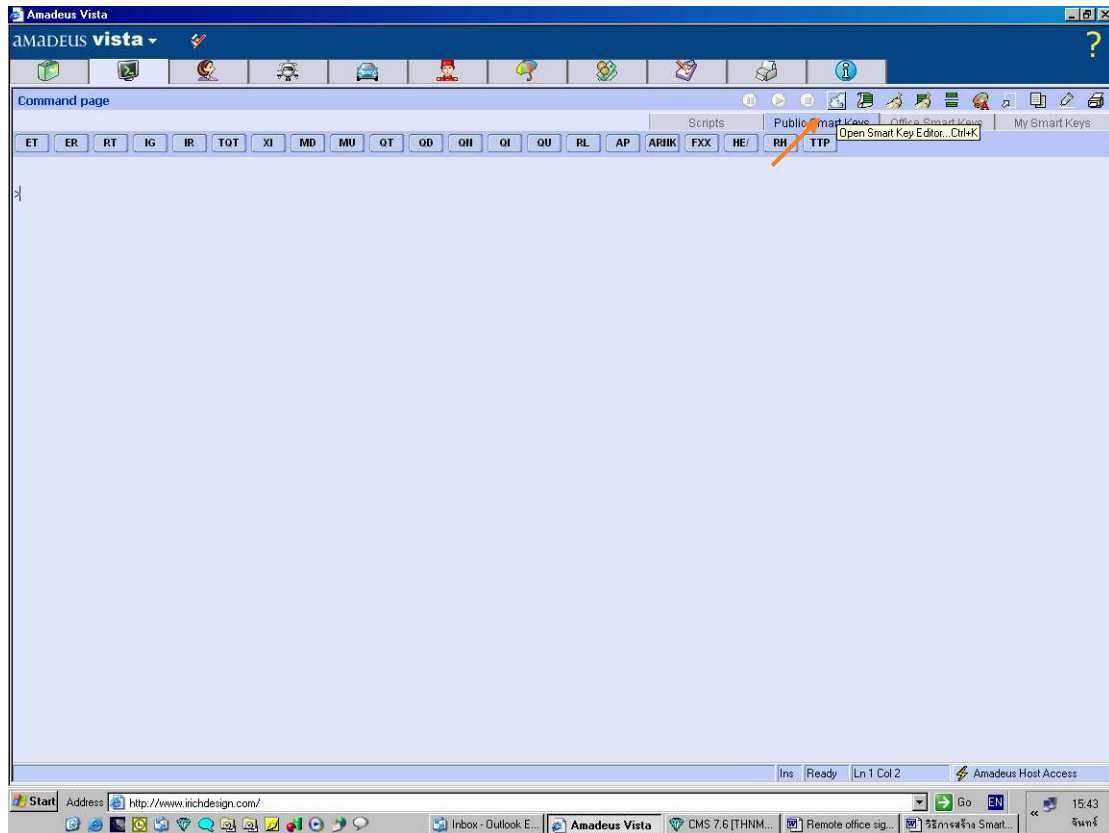 Amadeus Vista
amadeus vista
?
Command page
Scripts
Public Smart Keys
Office Smart Keys
My Smart Keys
Open Smart Key Editor...Ctrl+K
ET ER RT IG IR TQT XI MD MU QT QD QN QI QU RL AP ARNK FXX HE/ RH TTP
>
Ins Ready Ln 1 Col 2 Amadeus Host Access
Start Address http://www.irichdesign.com/ Go EN 15:43
Inbox - Outlook E... Amadeus Vista CMS 7.6 [THNM... Remote office sig... วิธีการสร้าง Smart... จันทร์